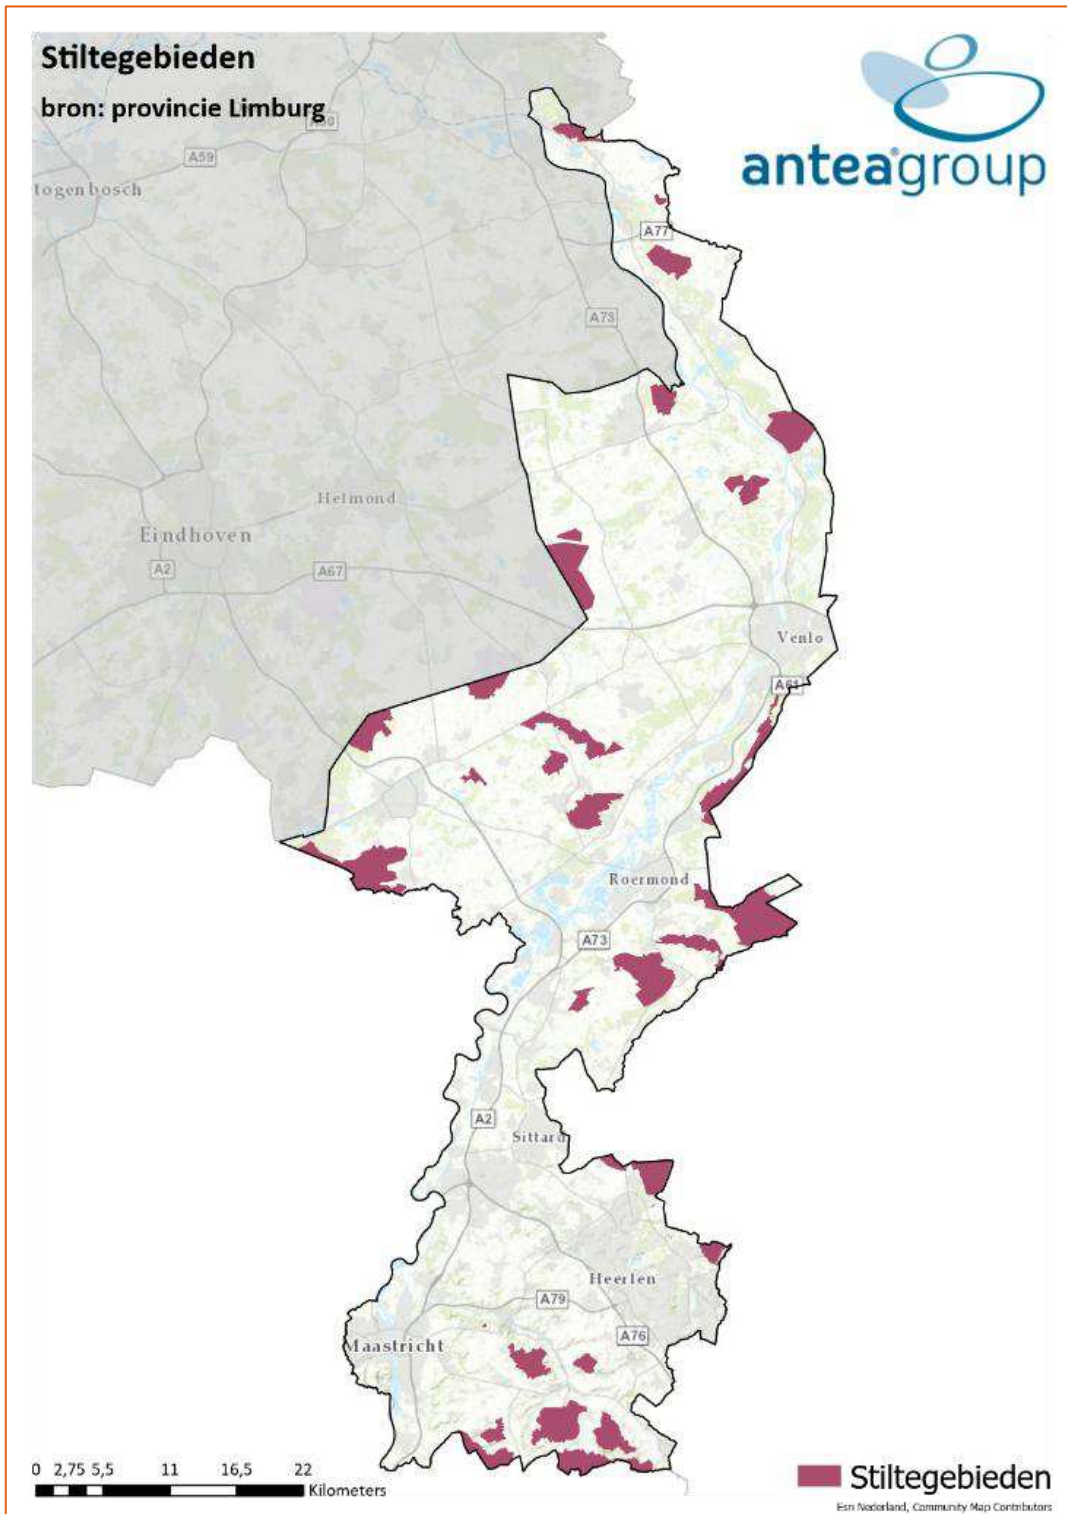 Stiltegebieden
bron: provincie Limburg
anteagroup
A50
A59
togenbosch
A77
A73
Helmond
Eindhoven
A2
A67
Venlo
A61
Roermond
A73
A2
Sittard
Heerlen
A79
A76
Maastricht
0 2,75 5,5 11 16,5 22
Kilometers
Stiltegebieden
Esri Nederland, Community Map Contributors